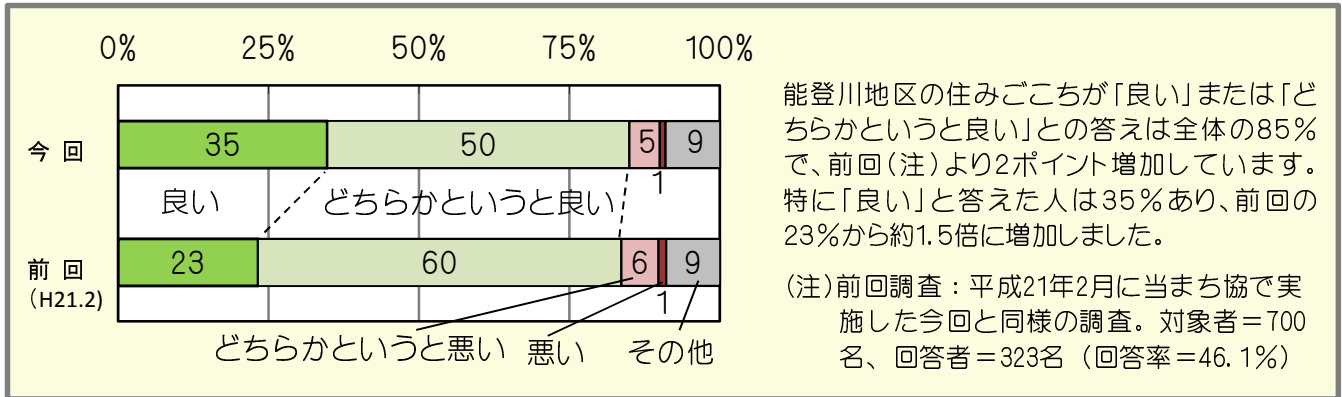 0% 25% 50% 75% 100%
今 回
35 50 5 9
1
良い どちらかというと良い
前 回
(H21.2)
23 60 6 9
1
どちらかというと悪い 悪い その他
能登川地区の住みごこちが「良い」または「ど
ちらかというと良い」との答えは全体の85%
で、前回(注)より2ポイント増加しています。
特に「良い」と答えた人は35%あり、前回の
23%から約1.5倍に増加しました。
(注)前回調査：平成21年2月に当まち協で実
施した今回と同様の調査。対象者＝700
名、回答者＝323名（回答率＝46.1%）